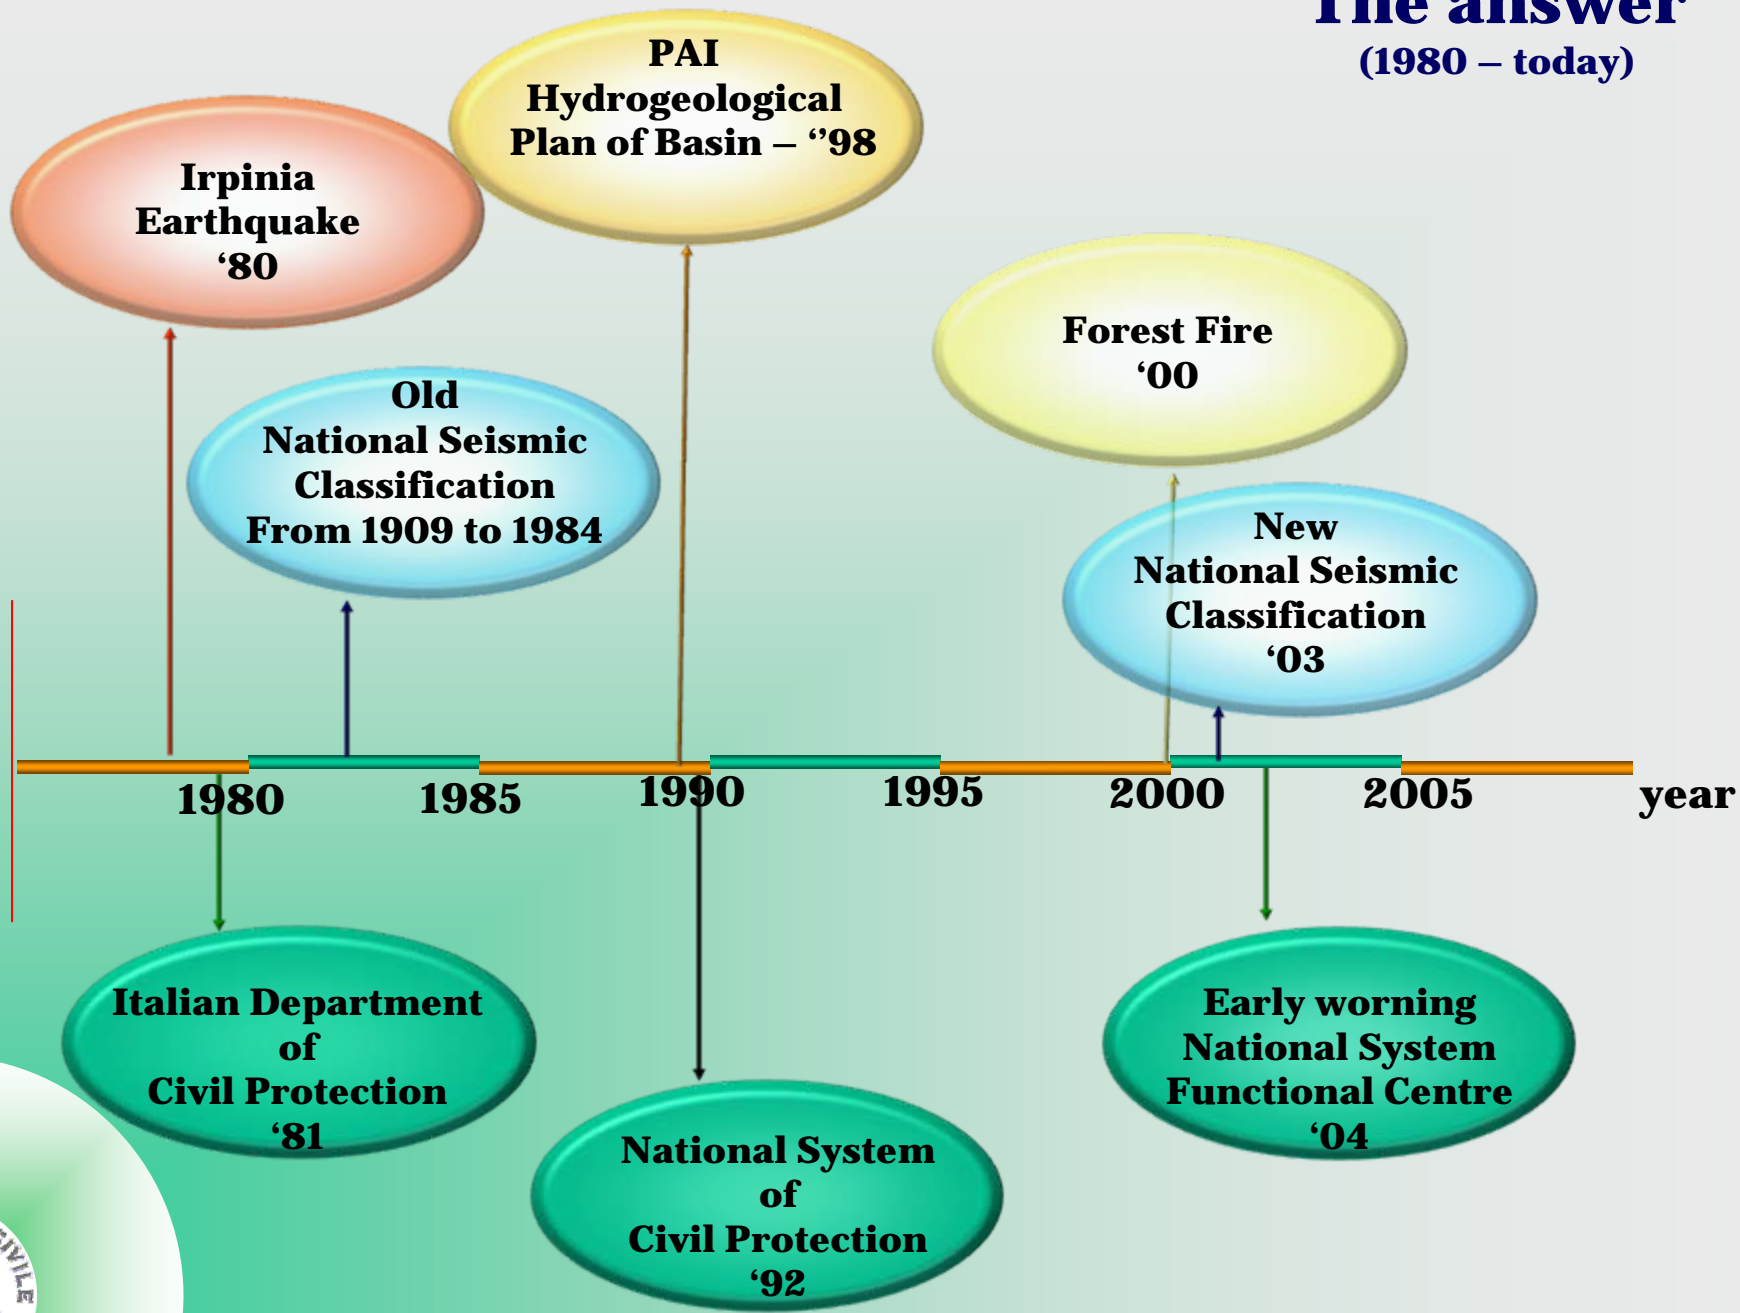 The answer
(1980 – today)
PAI
Hydrogeological
Plan of Basin – ‘’98
Irpinia
Earthquake
‘80
Forest Fire
‘00
Old
National Seismic
Classification
From 1909 to 1984
New
National Seismic
Classification
‘03
1980
1985
1990
1995
2000
2005
year
Italian Department
of
Civil Protection
‘81
National System
of
Civil Protection
‘92
Early worning
National System
Functional Centre
‘04